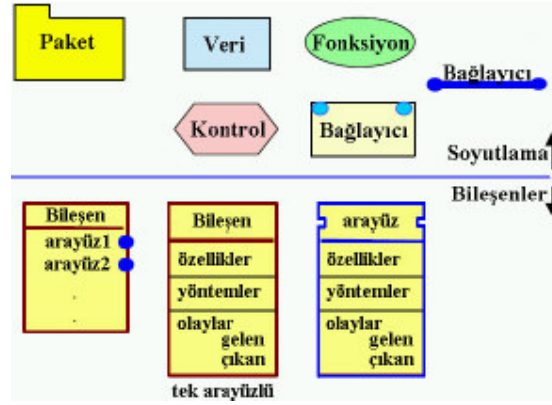 Paket
Veri
Fonksiyon
Bağlayıcı
Kontrol
Bağlayıcı
Soyutlama
Bileşenler
Bileşen
arayüz1
arayüz2
.
.
Bileşen
özellikler
yöntemler
olaylar
gelen
çıkan
tek arayüzlü
arayüz
özellikler
yöntemler
olaylar
gelen
çıkan